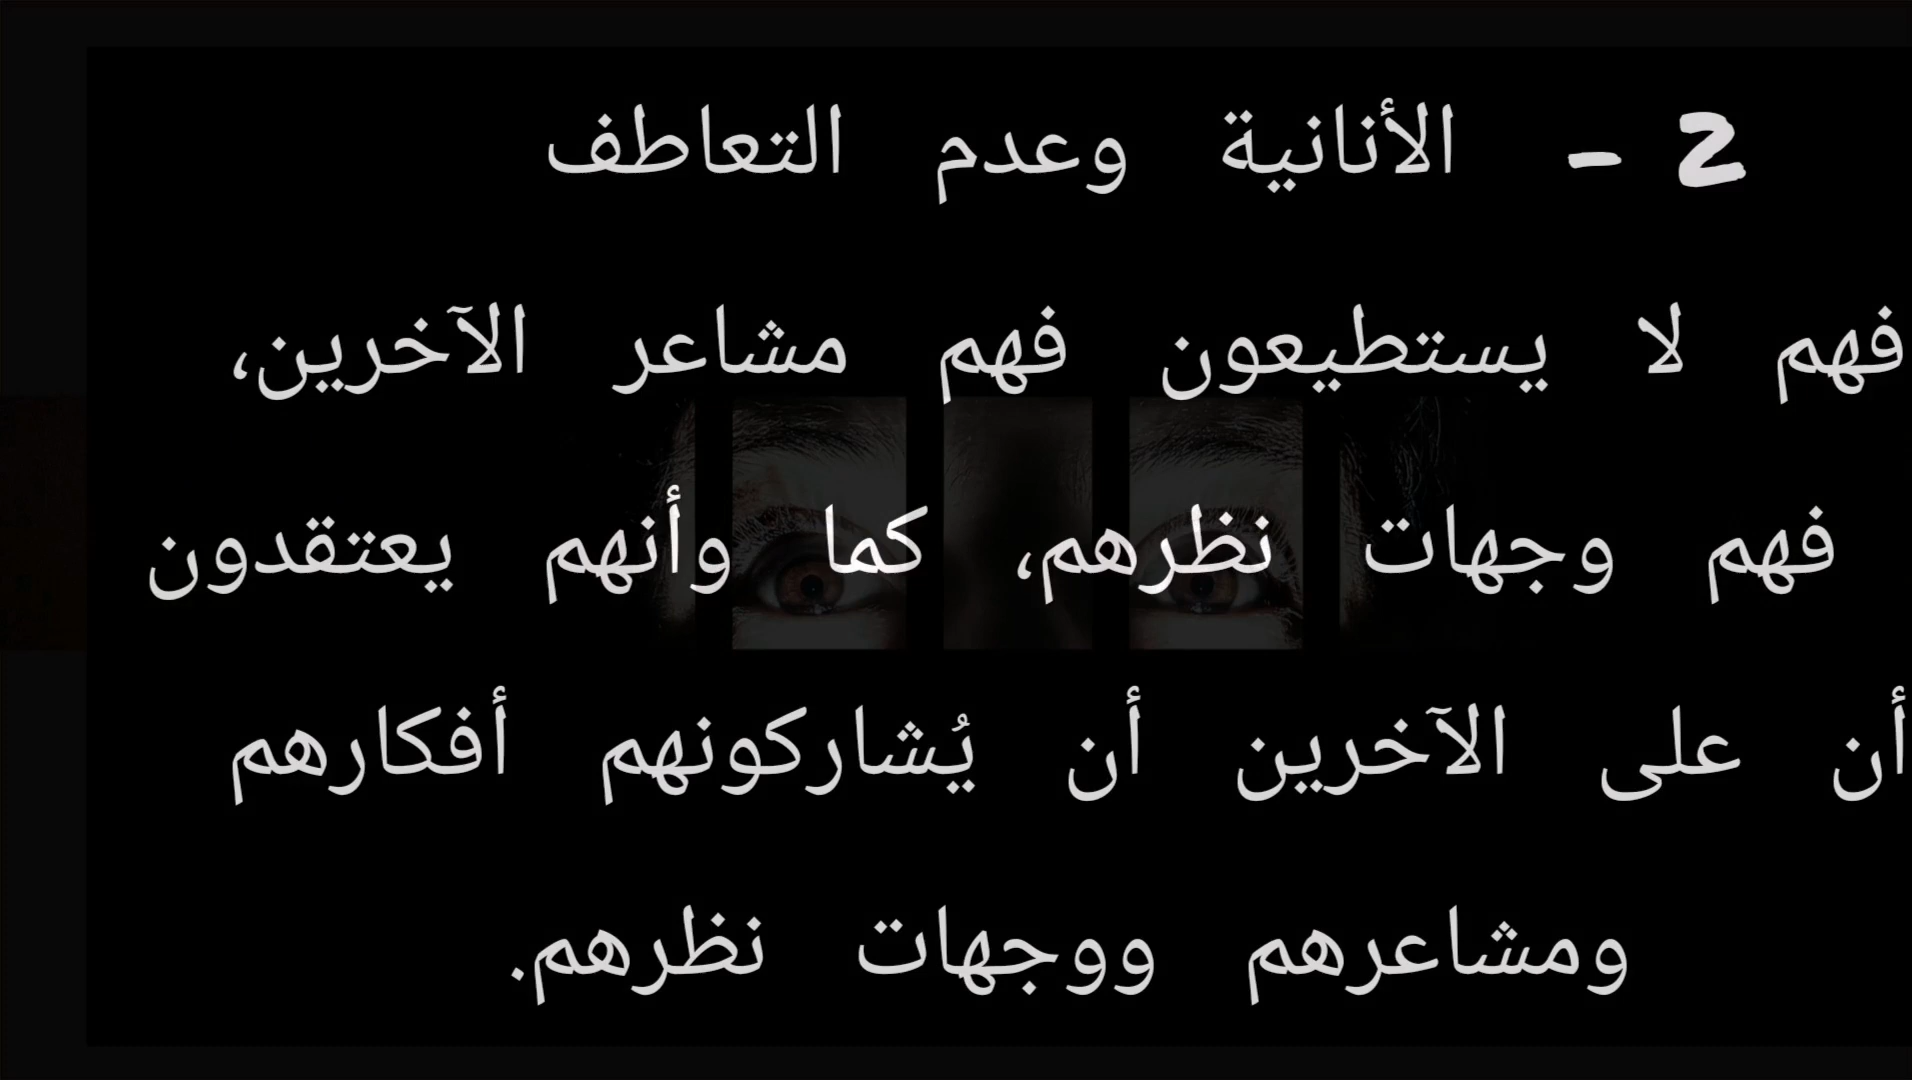 2 - الأنانية وعدم التعاطف
فهم لا يستطيعون فهم مشاعر الآخرين،
فهم وجهات نظرهم، كما وأنهم يعتقدون
أن على الآخرين أن يُشاركونهم أفكارهم
ومشاعرهم ووجهات نظرهم.